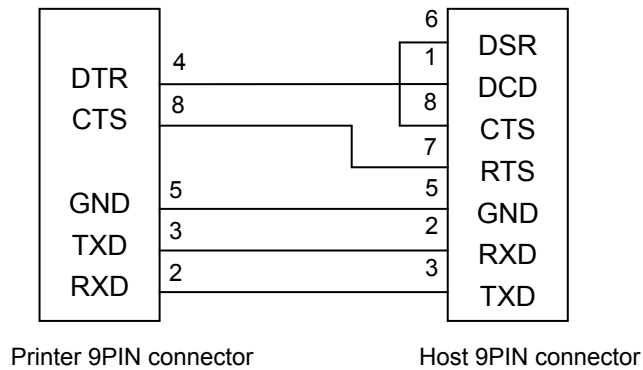 DTR
CTS
GND
TXD
RXD
4
8
5
3
2
6
1
8
7
5
2
3
DSR
DCD
CTS
RTS
GND
RXD
TXD
Printer 9PIN connector
Host 9PIN connector